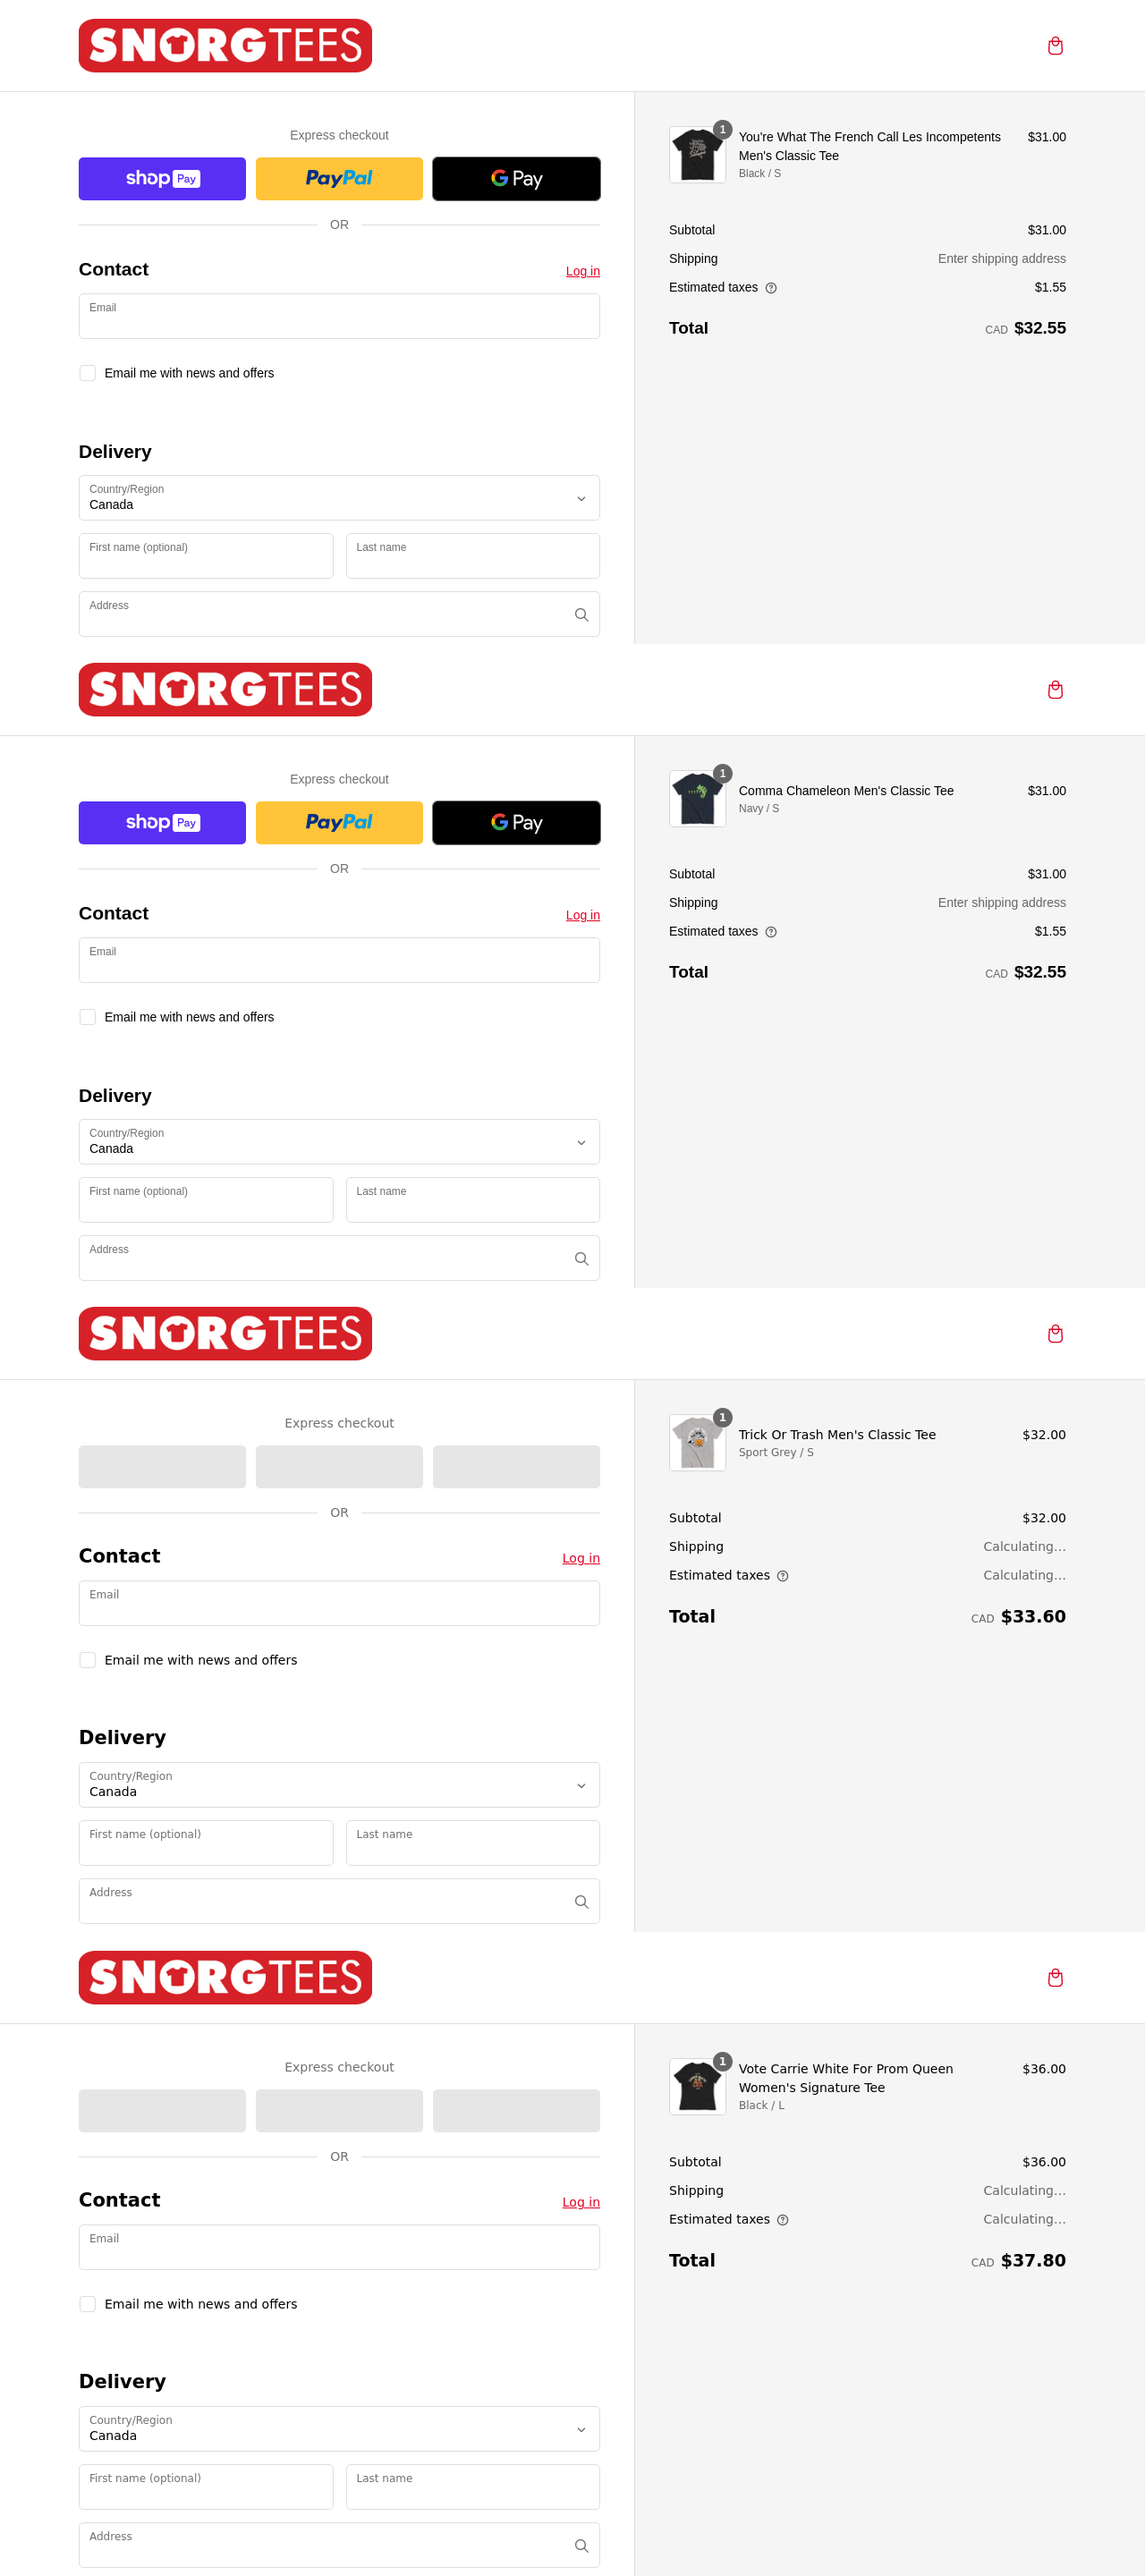 SNORGTEES
Express checkout
shop Pay
PayPal
G Pay
OR
Contact
Log in
Email
Email me with news and offers
Delivery
Country/Region
Canada
First name (optional)
Last name
Address
1
You're What The French Call Les Incompetents
Men's Classic Tee
Black / S
$31.00
Subtotal
$31.00
Shipping
Enter shipping address
Estimated taxes
$1.55
Total
CAD $32.55
SNORGTEES
Express checkout
shop Pay
PayPal
G Pay
OR
Contact
Log in
Email
Email me with news and offers
Delivery
Country/Region
Canada
First name (optional)
Last name
Address
1
Comma Chameleon Men's Classic Tee
Navy / S
$31.00
Subtotal
$31.00
Shipping
Enter shipping address
Estimated taxes
$1.55
Total
CAD $32.55
SNORGTEES
Express checkout
OR
Contact
Log in
Email
Email me with news and offers
Delivery
Country/Region
Canada
First name (optional)
Last name
Address
1
Trick Or Trash Men's Classic Tee
Sport Grey / S
$32.00
Subtotal
$32.00
Shipping
Calculating...
Estimated taxes
Calculating...
Total
CAD $33.60
SNORGTEES
Express checkout
OR
Contact
Log in
Email
Email me with news and offers
Delivery
Country/Region
Canada
First name (optional)
Last name
Address
1
Vote Carrie White For Prom Queen
Women's Signature Tee
Black / L
$36.00
Subtotal
$36.00
Shipping
Calculating...
Estimated taxes
Calculating...
Total
CAD $37.80